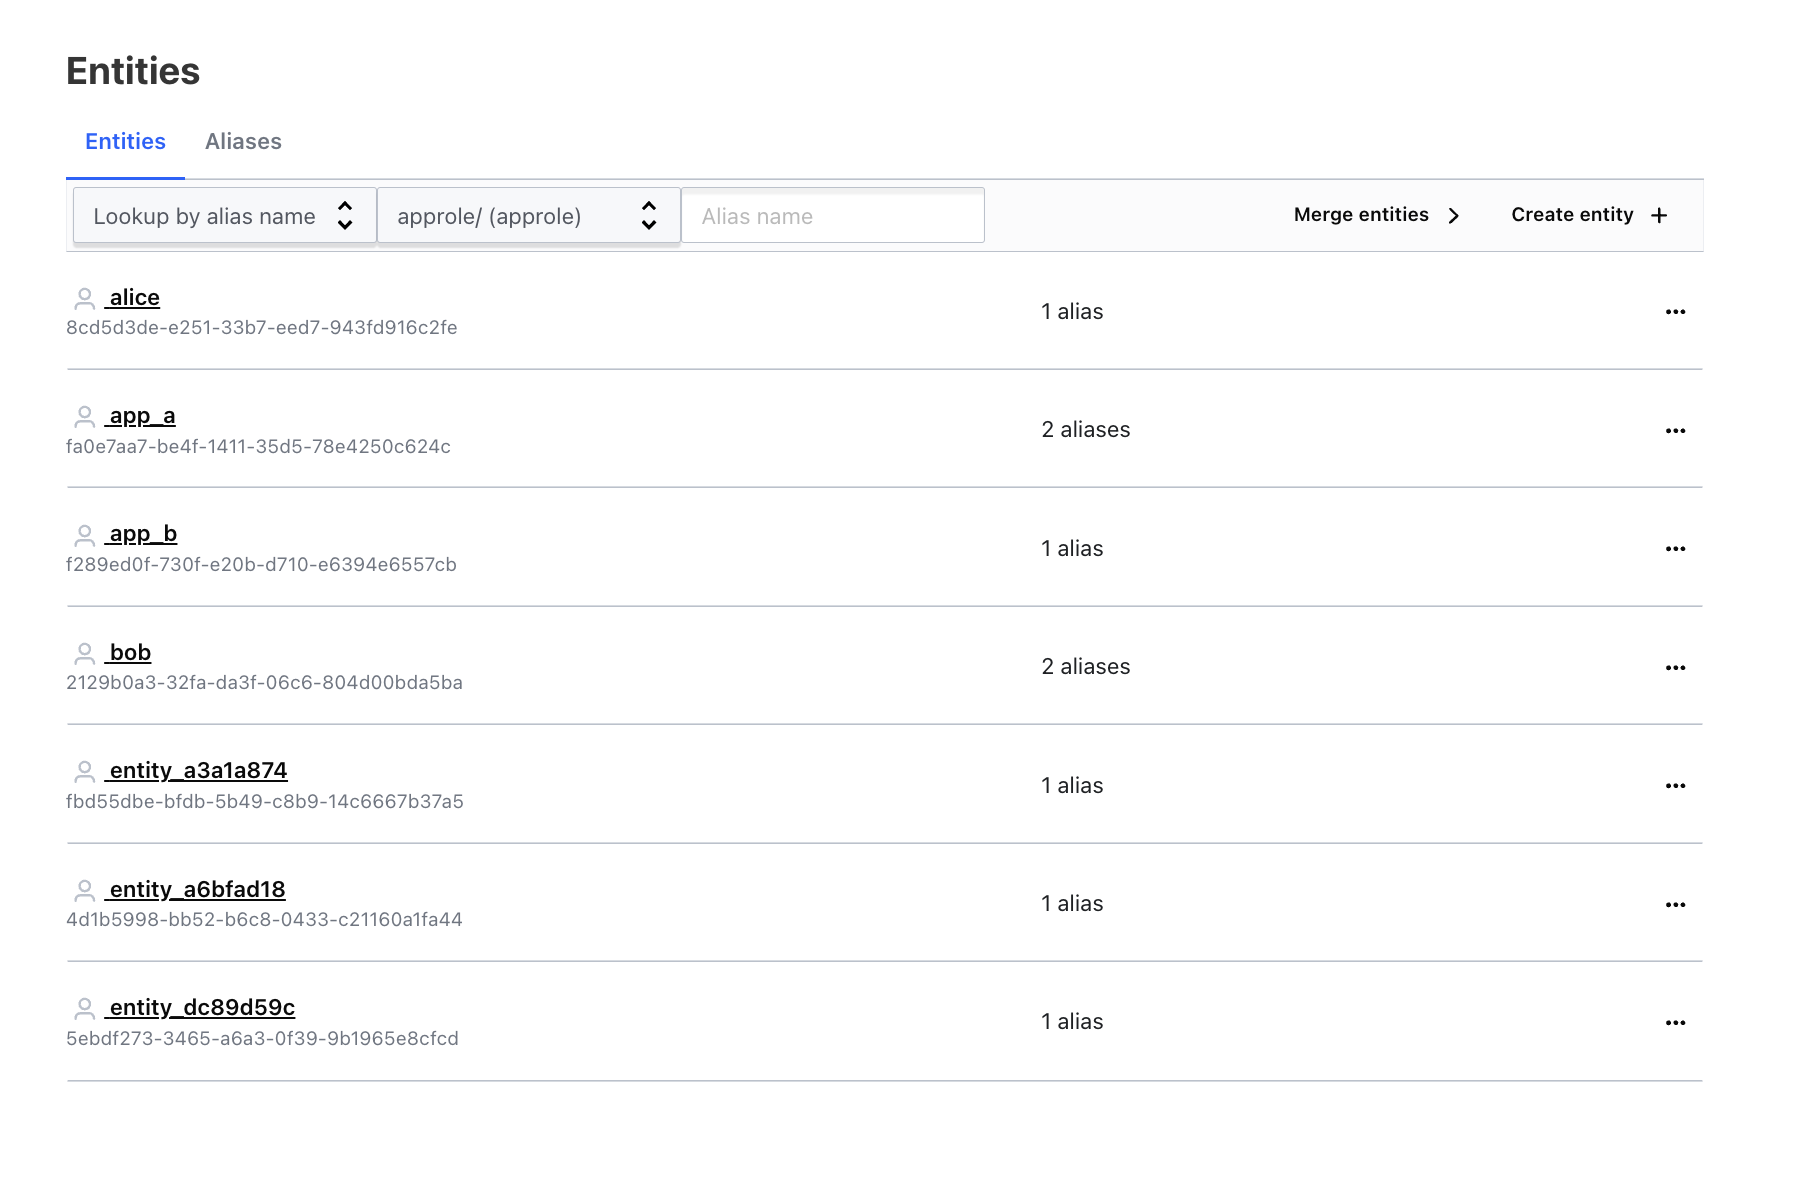 Entities
Entities Aliases
Lookup by alias name approle/ (approle) Alias name Merge entities Create entity
alice
8cd5d3de-e251-33b7-eed7-943fd916c2fe
1 alias
app_a
fa0e7aa7-be4f-1411-35d5-78e4250c624c
2 aliases
app_b
f289ed0f-730f-e20b-d710-e6394e6557cb
1 alias
bob
2129b0a3-32fa-da3f-06c6-804d00bda5ba
2 aliases
entity_a3a1a874
fbd55dbe-bfdb-5b49-c8b9-14c6667b37a5
1 alias
entity_a6bfad18
4d1b5998-bb52-b6c8-0433-c21160a1fa44
1 alias
entity_dc89d59c
5ebdf273-3465-a6a3-0f39-9b1965e8cfcd
1 alias